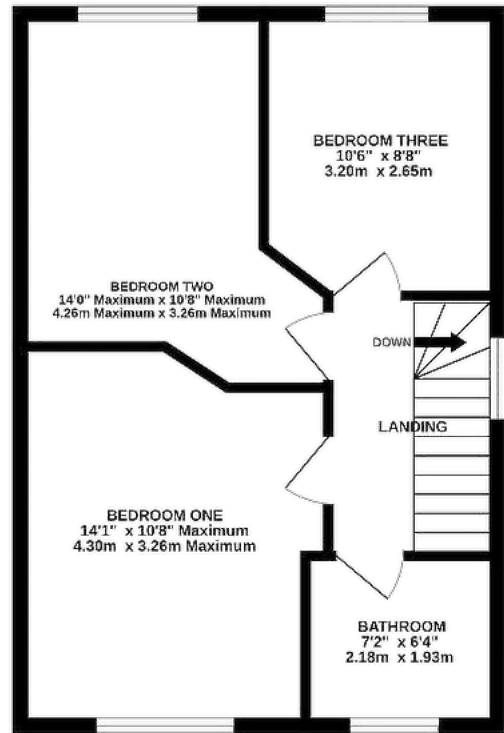 BEDROOM THREE
10'6" x 8'8"
3.20m x 2.65m
BEDROOM TWO
14'0" Maximum x 10'8" Maximum
4.26m Maximum x 3.26m Maximum
DOWN
LANDING
BEDROOM ONE
14'1" x 10'8" Maximum
4.30m x 3.26m Maximum
BATHROOM
7'2" x 6'4"
2.18m x 1.93m